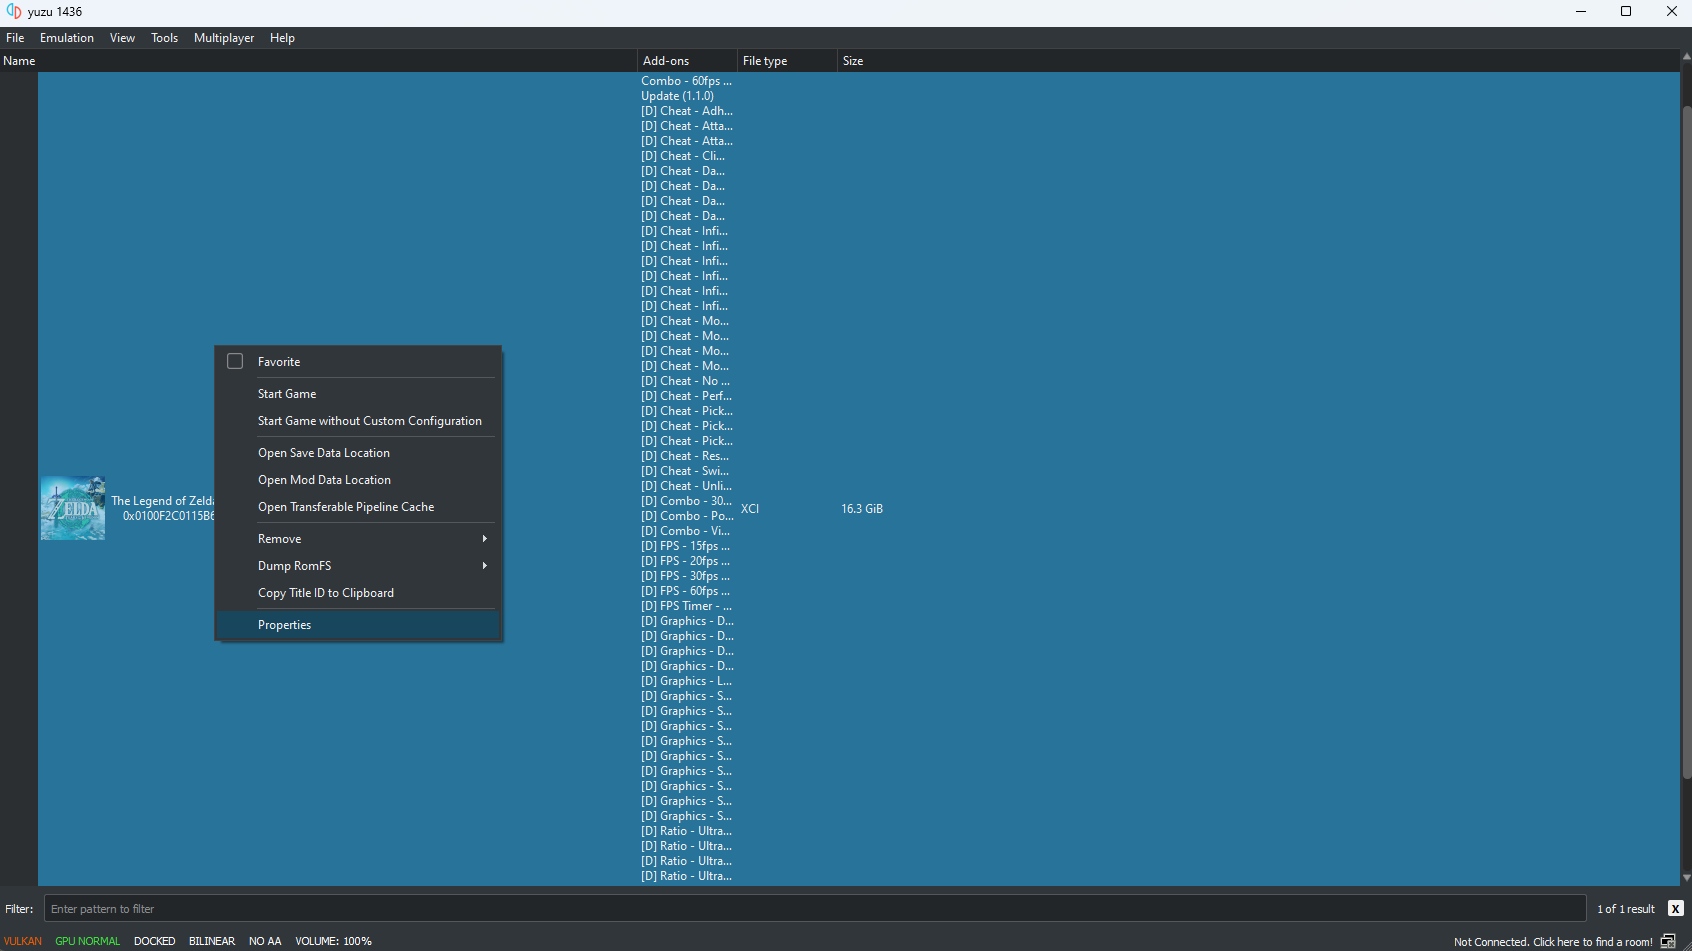 yuzu 1436
File Emulation View Tools Multiplayer Help
Name Add-ons File type Size
Combo - 60fps ...
Update (1.1.0)
[D] Cheat - Adh...
[D] Cheat - Atta...
[D] Cheat - Atta...
[D] Cheat - Cli...
[D] Cheat - Da...
[D] Cheat - Da...
[D] Cheat - Da...
[D] Cheat - Da...
[D] Cheat - Infi...
[D] Cheat - Infi...
[D] Cheat - Infi...
[D] Cheat - Infi...
[D] Cheat - Infi...
[D] Cheat - Infi...
[D] Cheat - Mo...
[D] Cheat - Mo...
[D] Cheat - Mo...
[D] Cheat - Mo...
[D] Cheat - No ...
[D] Cheat - Perf...
[D] Cheat - Pick...
[D] Cheat - Pick...
[D] Cheat - Pick...
[D] Cheat - Res...
[D] Cheat - Swi...
[D] Cheat - Unli...
[D] Combo - 30...
[D] Combo - Po...
[D] Combo - Vi...
[D] FPS - 15fps ...
[D] FPS - 20fps ...
[D] FPS - 30fps ...
[D] FPS - 60fps ...
[D] FPS Timer - ...
[D] Graphics - D...
[D] Graphics - D...
[D] Graphics - D...
[D] Graphics - D...
[D] Graphics - L...
[D] Graphics - S...
[D] Graphics - S...
[D] Graphics - S...
[D] Graphics - S...
[D] Graphics - S...
[D] Graphics - S...
[D] Graphics - S...
[D] Graphics - S...
[D] Graphics - S...
[D] Ratio - Ultra...
[D] Ratio - Ultra...
[D] Ratio - Ultra...
[D] Ratio - Ultra...
XCI
16.3 GiB
ZELDA
The Legend of Zelda
0x0100F2C0115B6
Favorite
Start Game
Start Game without Custom Configuration
Open Save Data Location
Open Mod Data Location
Open Transferable Pipeline Cache
Remove
Dump RomFS
Copy Title ID to Clipboard
Properties
Filter: Enter pattern to filter 1 of 1 result X
VULKAN GPU NORMAL DOCKED BILINEAR NO AA VOLUME: 100% Not Connected. Click here to find a room!